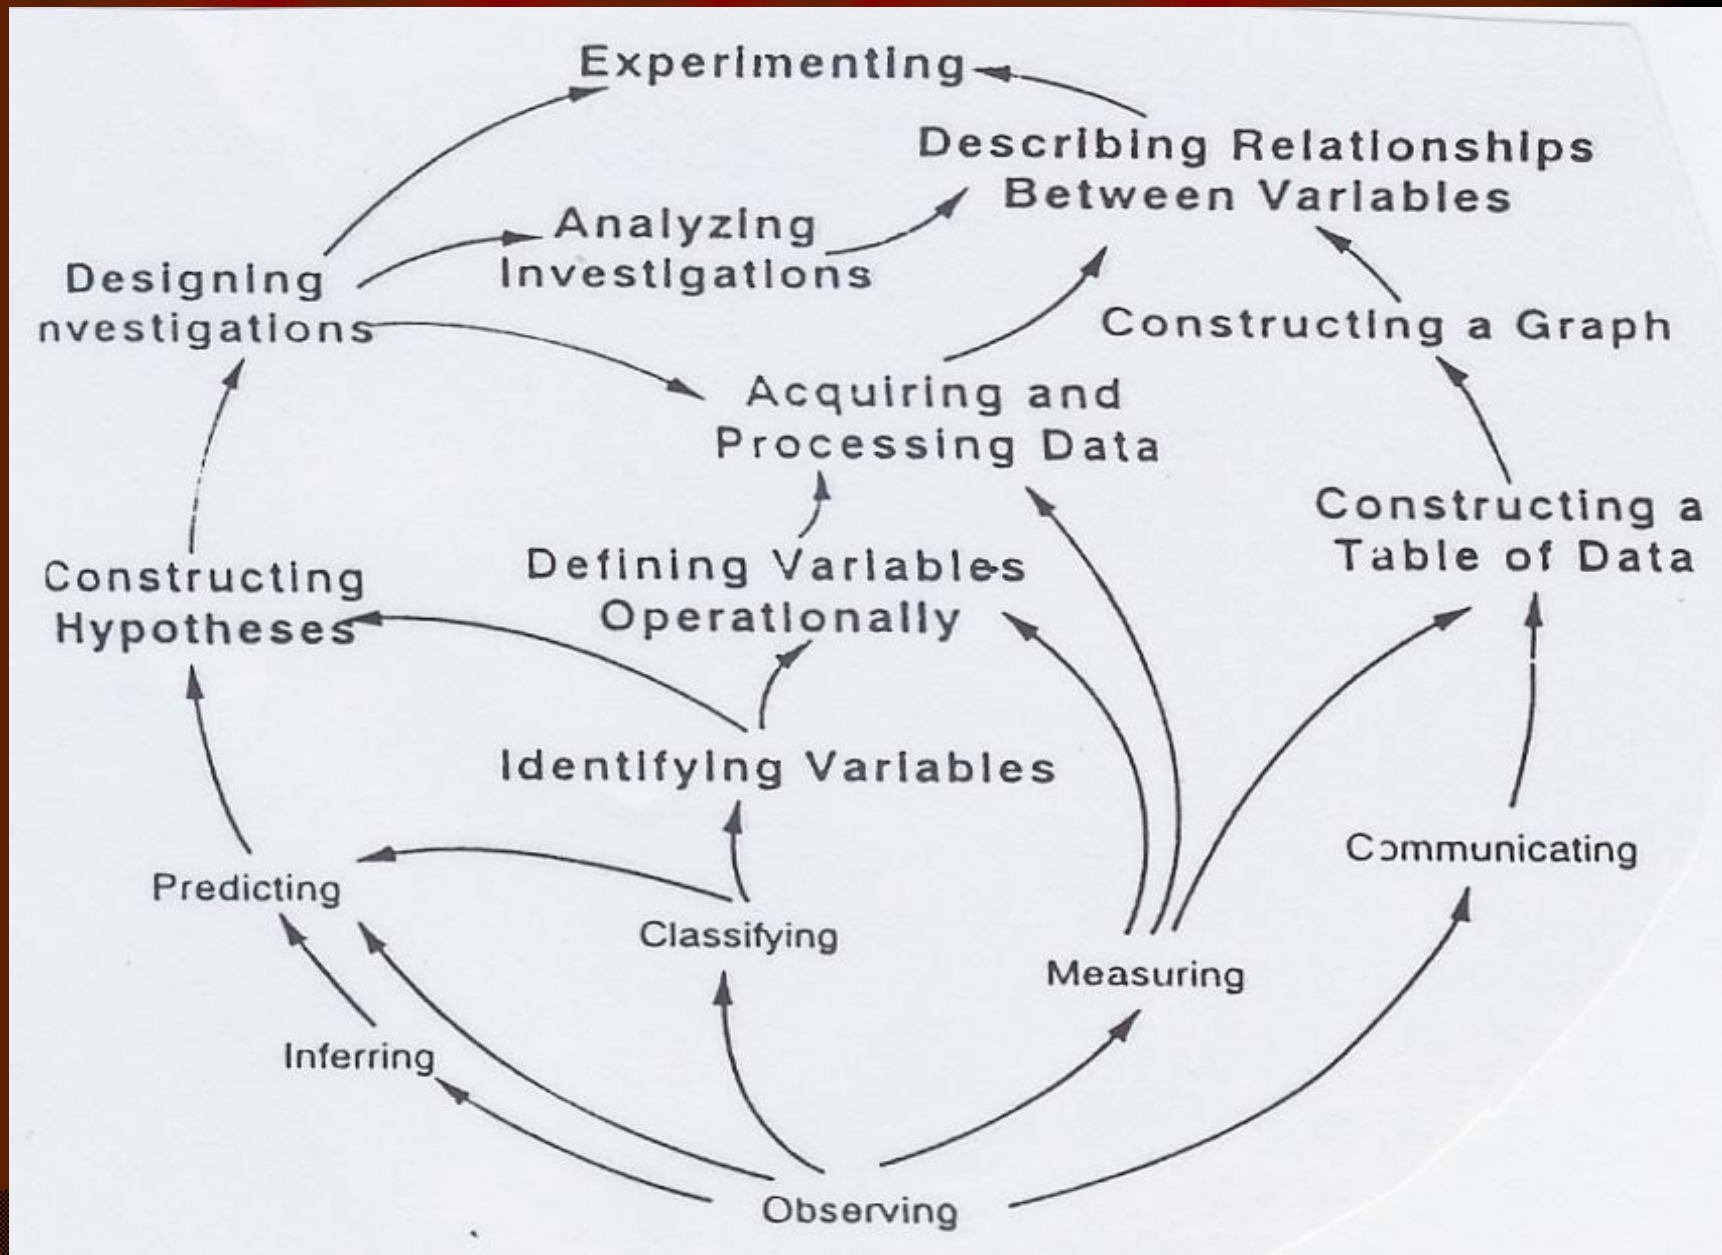 Experimenting
Describing Relationships
Between Variables
Analyzing
Investigations
Designing
nvestigations
Constructing a Graph
Acquiring and
Processing Data
Constructing a
Table of Data
Defining Variables
Operationally
Constructing
Hypotheses
Identifying Variables
Communicating
Predicting
Classifying
Measuring
Inferring
Observing